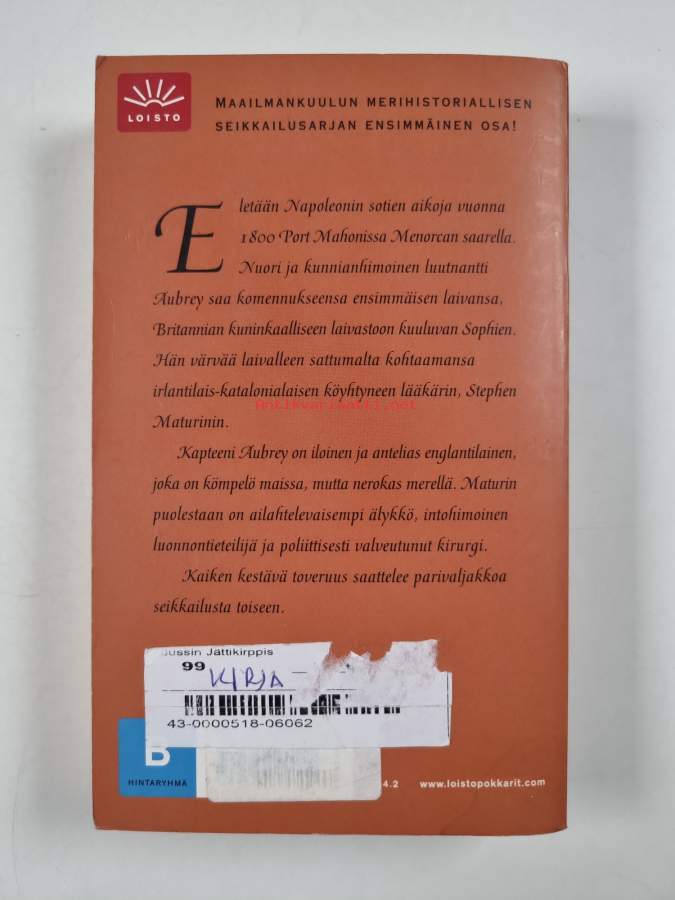 LOISTO
MAAILMANKUULUN MERIHISTORIALLISEN
SEIKKAILUSARJAN ENSIMMÄINEN OSA!
Eletään Napoleonin sotien aikoja vuonna
1800 Port Mahonissa Menorcan saarella.
Nuori ja kunnianhimoinen luutnantti
Aubrey saa komennukseensa ensimmäisen laivansa,
Britannian kuninkaalliseen laivastoon kuuluvan Sophien.
Hän värvää laivalleen sattumalta kohtaamansa
irlantilais-katalonialaisen köyhtyneen lääkärin, Stephen
Antikvariaatti.net
Maturinin.
Kapteeni Aubrey on iloinen ja antelias englantilainen,
joka on kömpelö maissa, mutta nerokas merellä. Maturin
puolestaan on ailahtelevaisempi älykkö, intohimoinen
luonnontieteilijä ja poliittisesti valveutunut kirurgi.
Kaiken kestävä toveruus saattelee parivaljakkoa
seikkailusta toiseen.
Jussin Jättikirppis
99
KIRJA
43-0000518-06062
B
HINTARYHMÄ
4.2
www.loistopokkarit.com